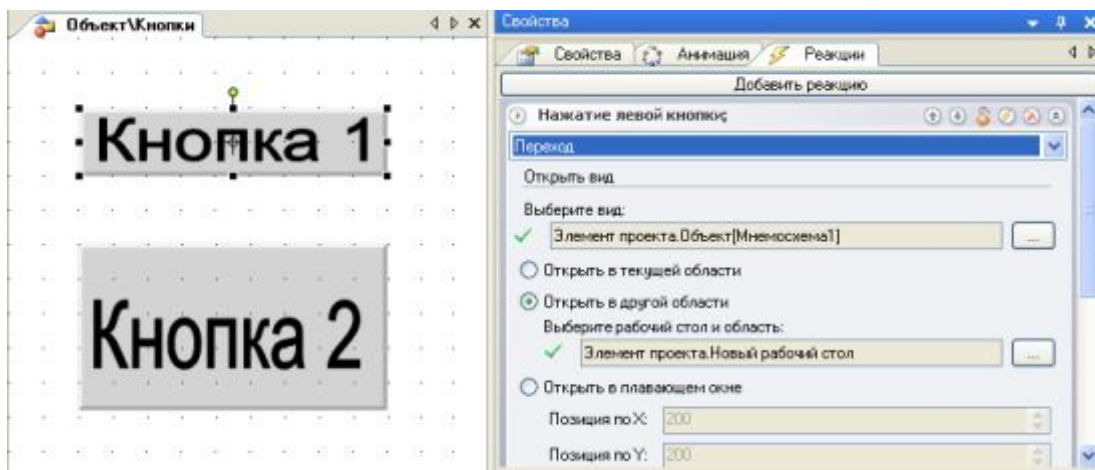 Объект\Кнопки
Кнопка 1
Кнопка 2
Свойства
Свойства Анимация Реакции
Добавить реакцию
Нажатие левой кнопкис
Переход
Открыть вид
Выберите вид:
Элемент проекта.Объект[Мнемосхема1]
...
Открыть в текущей области
Открыть в другой области
Выберите рабочий стол и область:
Элемент проекта.Новый рабочий стол
...
Открыть в плавающем окне
Позиция по X: 200
Позиция по Y: 200